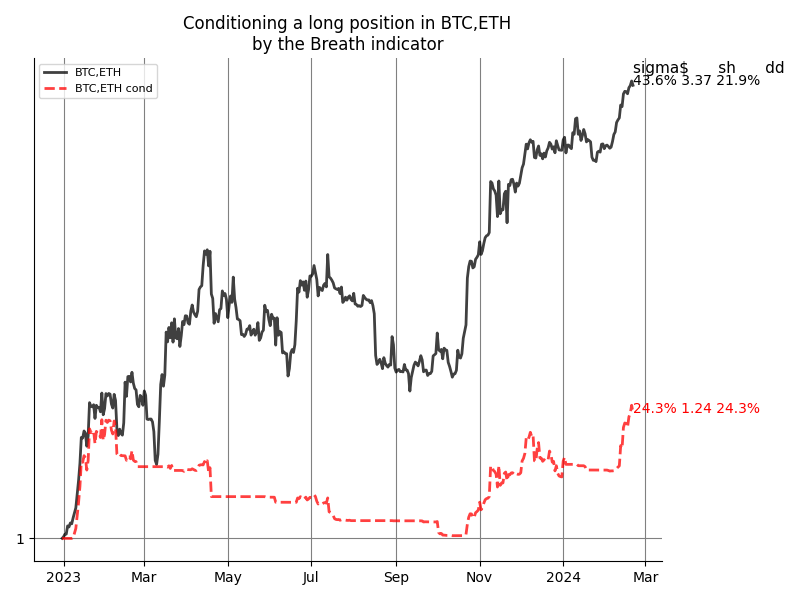 Conditioning a long position in BTC,ETH
by the Breath indicator
sigma$ sh dd
43.6% 3.37 21.9%
BTC,ETH
BTC,ETH cond
24.3% 1.24 24.3%
1
2023 Mar May Jul Sep Nov 2024 Mar